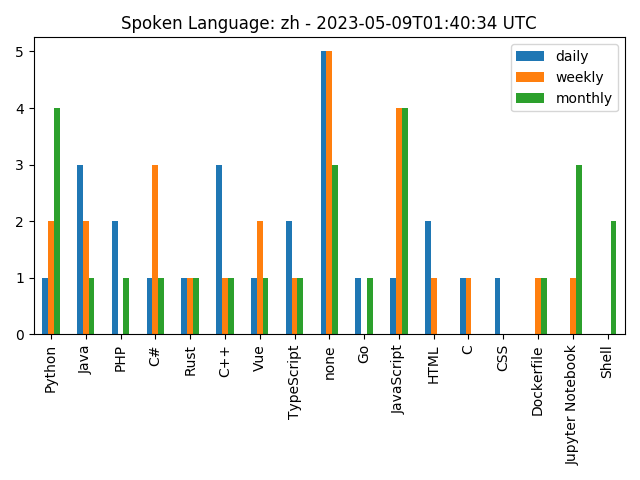 Spoken Language: zh - 2023-05-09T01:40:34 UTC
daily
weekly
monthly
5
4
3
2
1
0
Python
Java
PHP
C#
Rust
C++
Vue
TypeScript
none
Go
JavaScript
HTML
C
CSS
Dockerfile
Jupyter Notebook
Shell